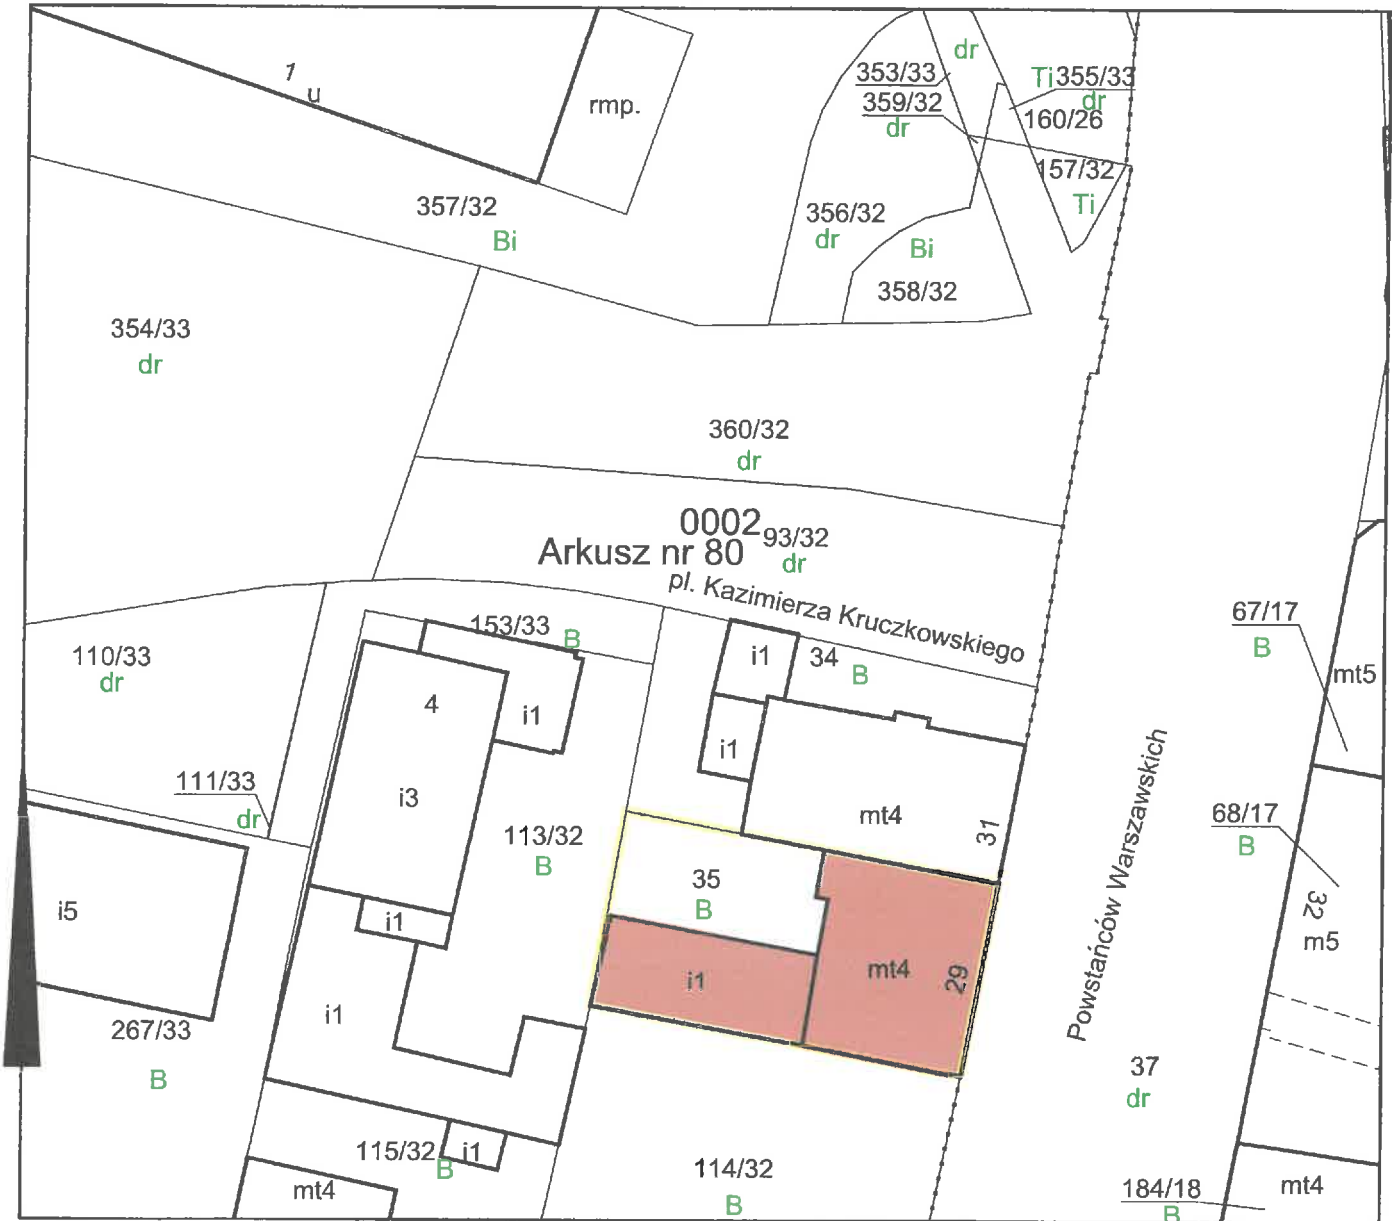 1
u
rmp.
dr
353/33
Ti 355/33
359/32
dr
dr
160/26
157/32
Ti
357/32
Bi
356/32
dr
Bi
358/32
354/33
dr
360/32
dr
0002
93/32
Arkusz nr 80
dr
pl. Kazimierza Kruczkowskiego
153/33
B
110/33
dr
i1
34
B
67/17
B
mt5
4
i1
i1
111/33
dr
i3
113/32
B
mt4
31
68/17
B
Powstańców Warszawskich
35
B
i5
i1
32
m5
i1
mt4
29
i1
267/33
B
37
dr
115/32
B
i1
114/32
B
mt4
184/18
B
mt4